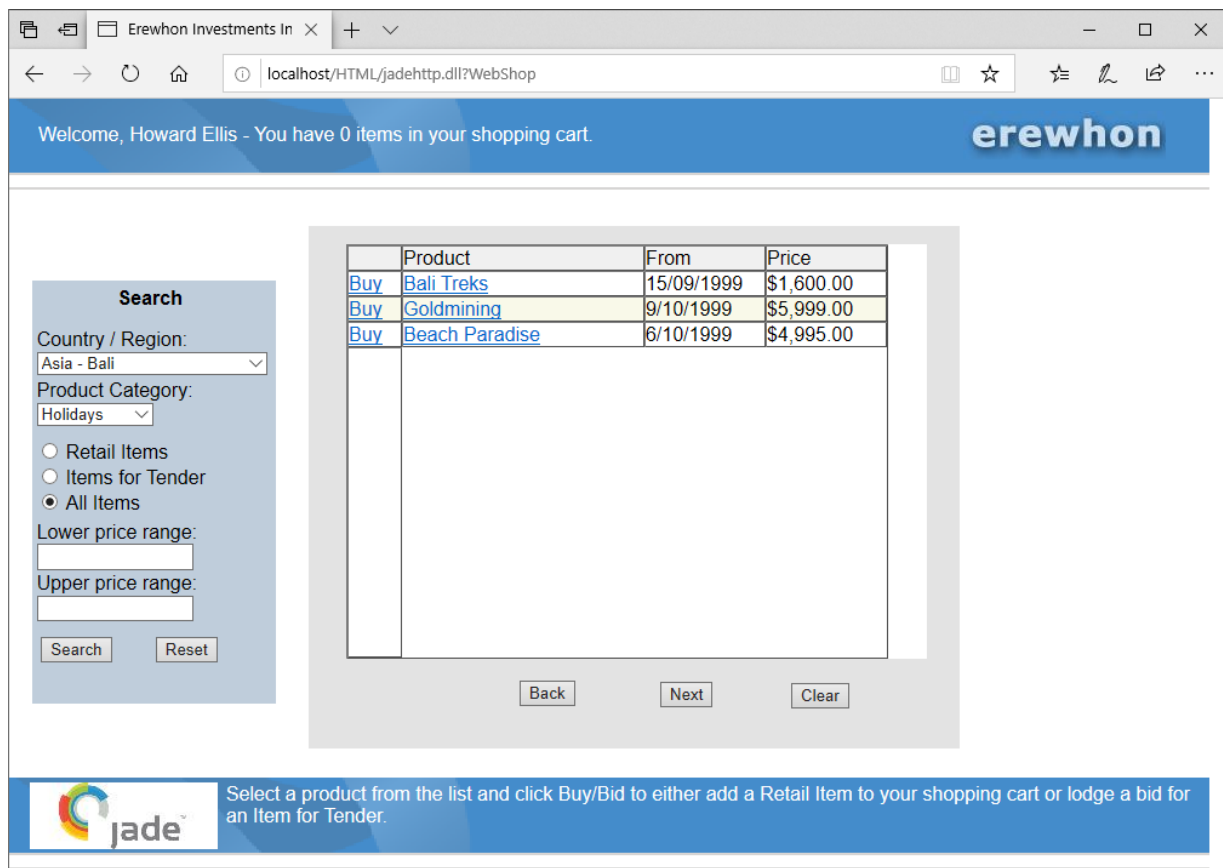 Erewhon Investments In
localhost/HTML/jadehttp.dll?WebShop
Welcome, Howard Ellis - You have 0 items in your shopping cart.
erewhon
Search
Country / Region:
Asia - Bali
Product Category:
Holidays
Retail Items
Items for Tender
All Items
Lower price range:
Upper price range:
Search Reset
Product From Price
Buy Bali Treks 15/09/1999 $1,600.00
Buy Goldmining 9/10/1999 $5,999.00
Buy Beach Paradise 6/10/1999 $4,995.00
Back Next Clear
jade
Select a product from the list and click Buy/Bid to either add a Retail Item to your shopping cart or lodge a bid for
an Item for Tender.